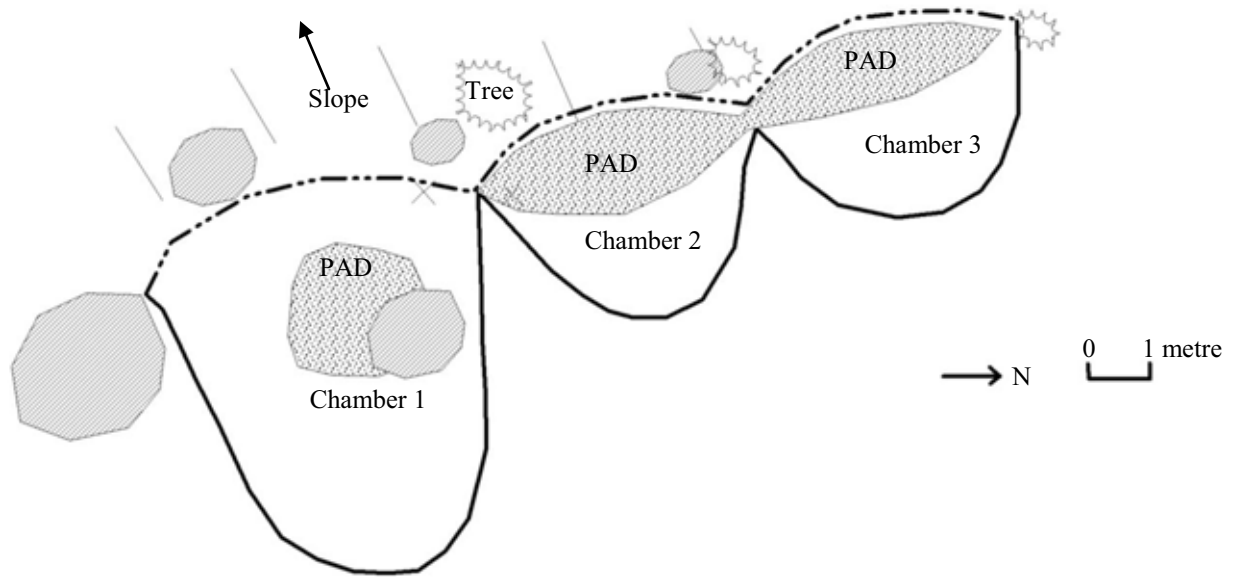 PAD
Slope
Tree
Chamber 3
PAD
Chamber 2
PAD
0 1 metre
N
Chamber 1